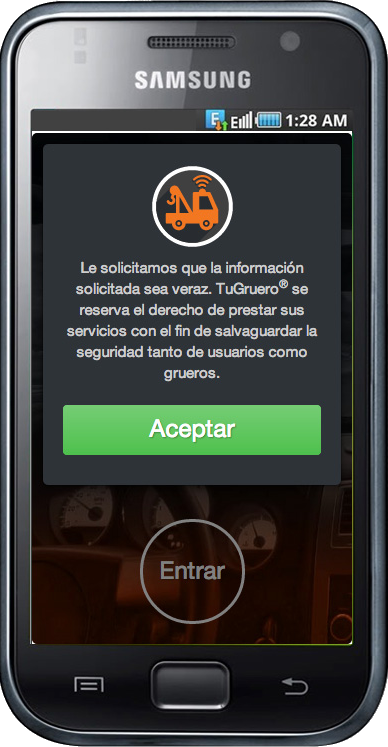 SAMSUNG
E 1:28 AM
Le solicitamos que la información
solicitada sea veraz. TuGruero® se
reserva el derecho de prestar sus
servicios con el fin de salvaguardar la
seguridad tanto de usuarios como
grueros.
Aceptar
Entrar